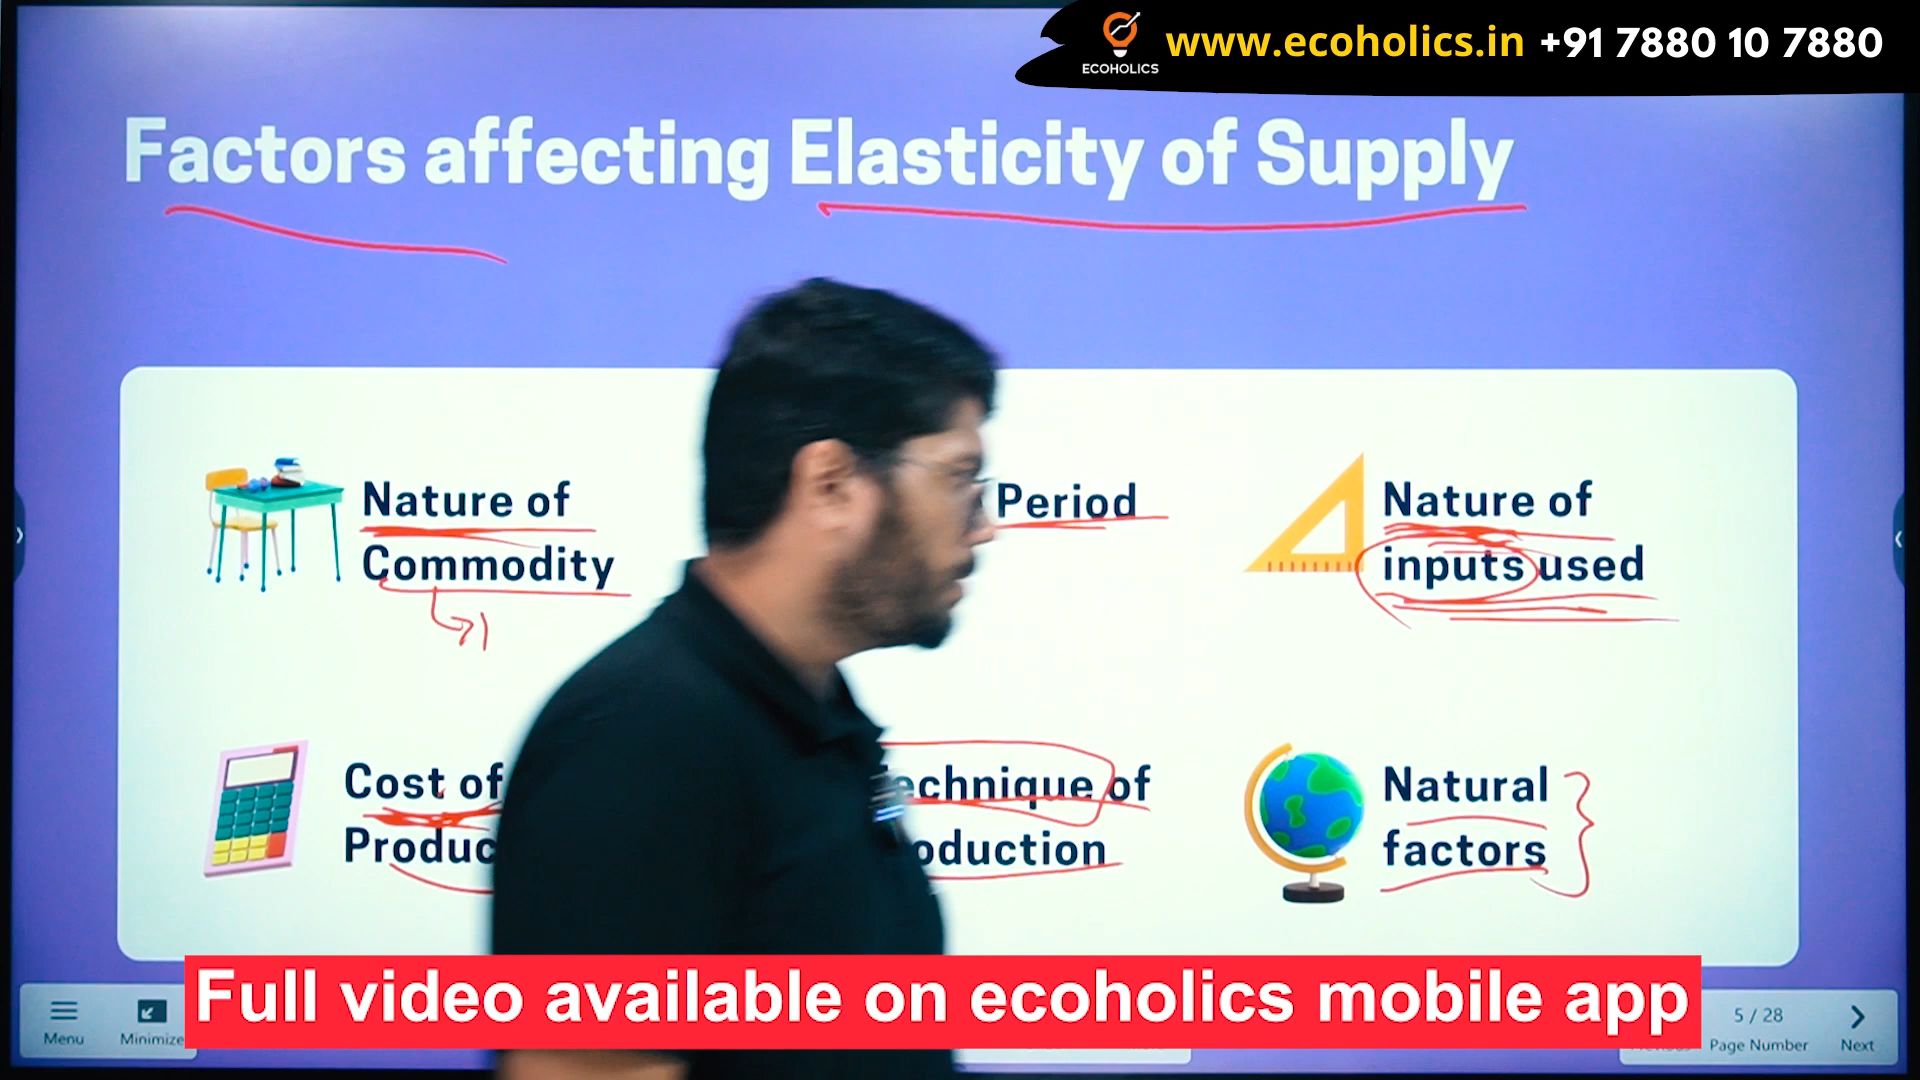 ECOHOLICS
www.ecoholics.in +91 7880 10 7880
Factors affecting Elasticity of Supply
Nature of
Commodity
Period
Nature of
inputs used
Cost of
Produc
echnique of
oduction
Natural
factors
Full video available on ecoholics mobile app
Menu
Minimize
5 / 28
Page Number
Next